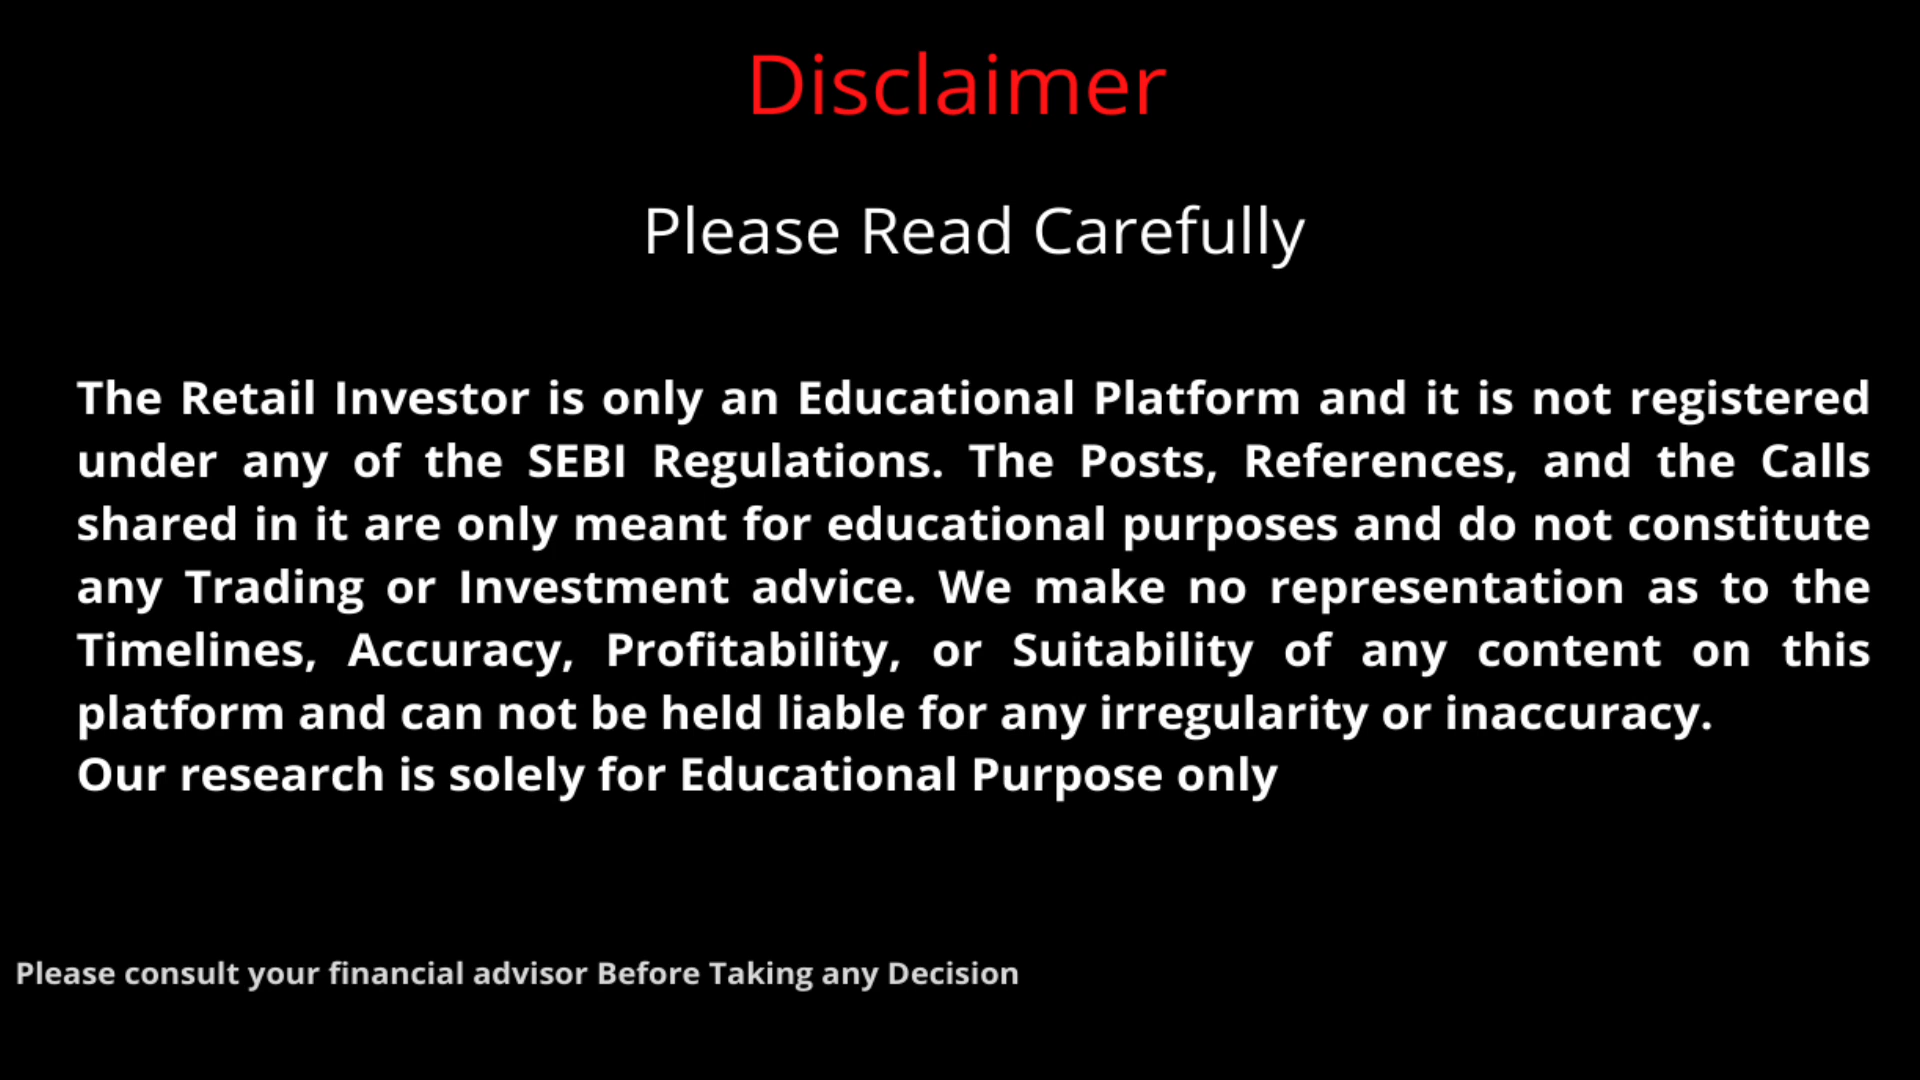 Disclaimer
Please Read Carefully
The Retail Investor is only an Educational Platform and it is not registered
under any of the SEBI Regulations. The Posts, References, and the Calls
shared in it are only meant for educational purposes and do not constitute
any Trading or Investment advice. We make no representation as to the
Timelines, Accuracy, Profitability, or Suitability of any content on this
platform and can not be held liable for any irregularity or inaccuracy.
Our research is solely for Educational Purpose only
Please consult your financial advisor Before Taking any Decision